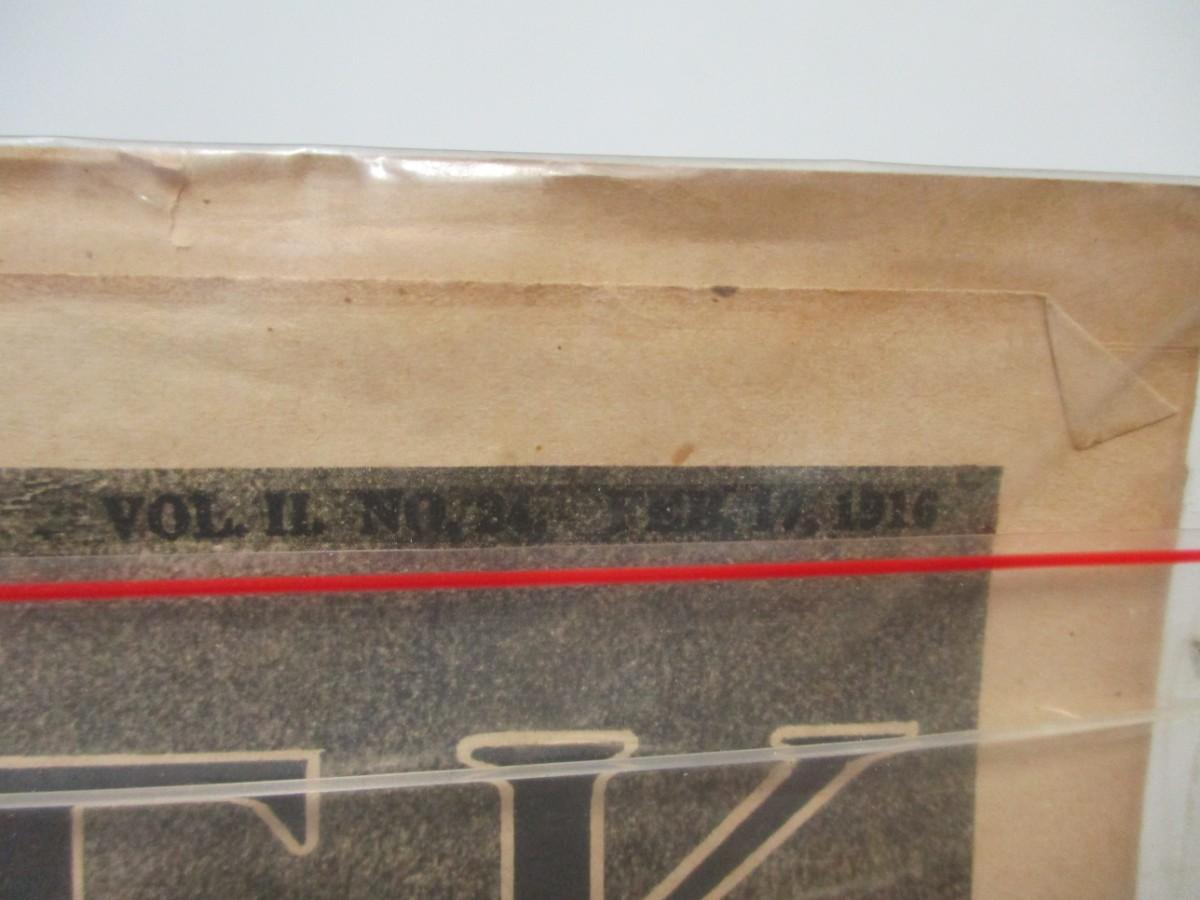 VOL. II. NO. 24. FEB. 17, 1916